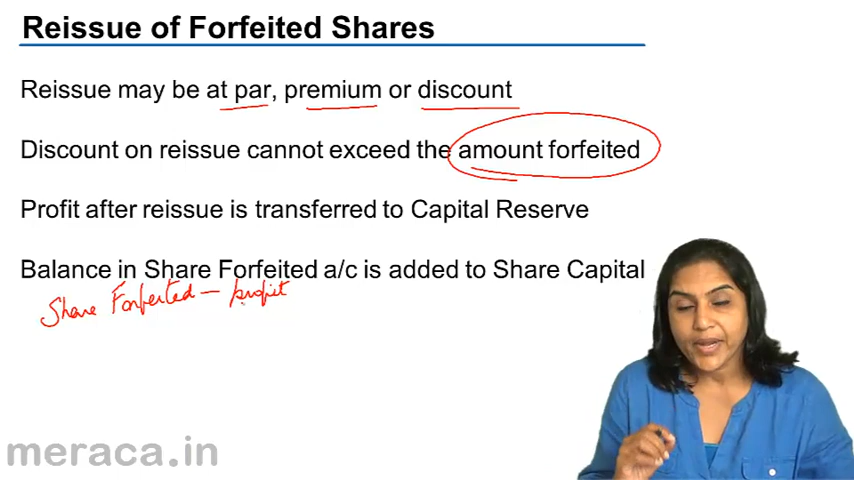 Reissue of Forfeited Shares
Reissue may be at par, premium or discount
Discount on reissue cannot exceed the amount forfeited
Profit after reissue is transferred to Capital Reserve
Balance in Share Forfeited a/c is added to Share Capital
Share Forfeited - profit
meraca.in